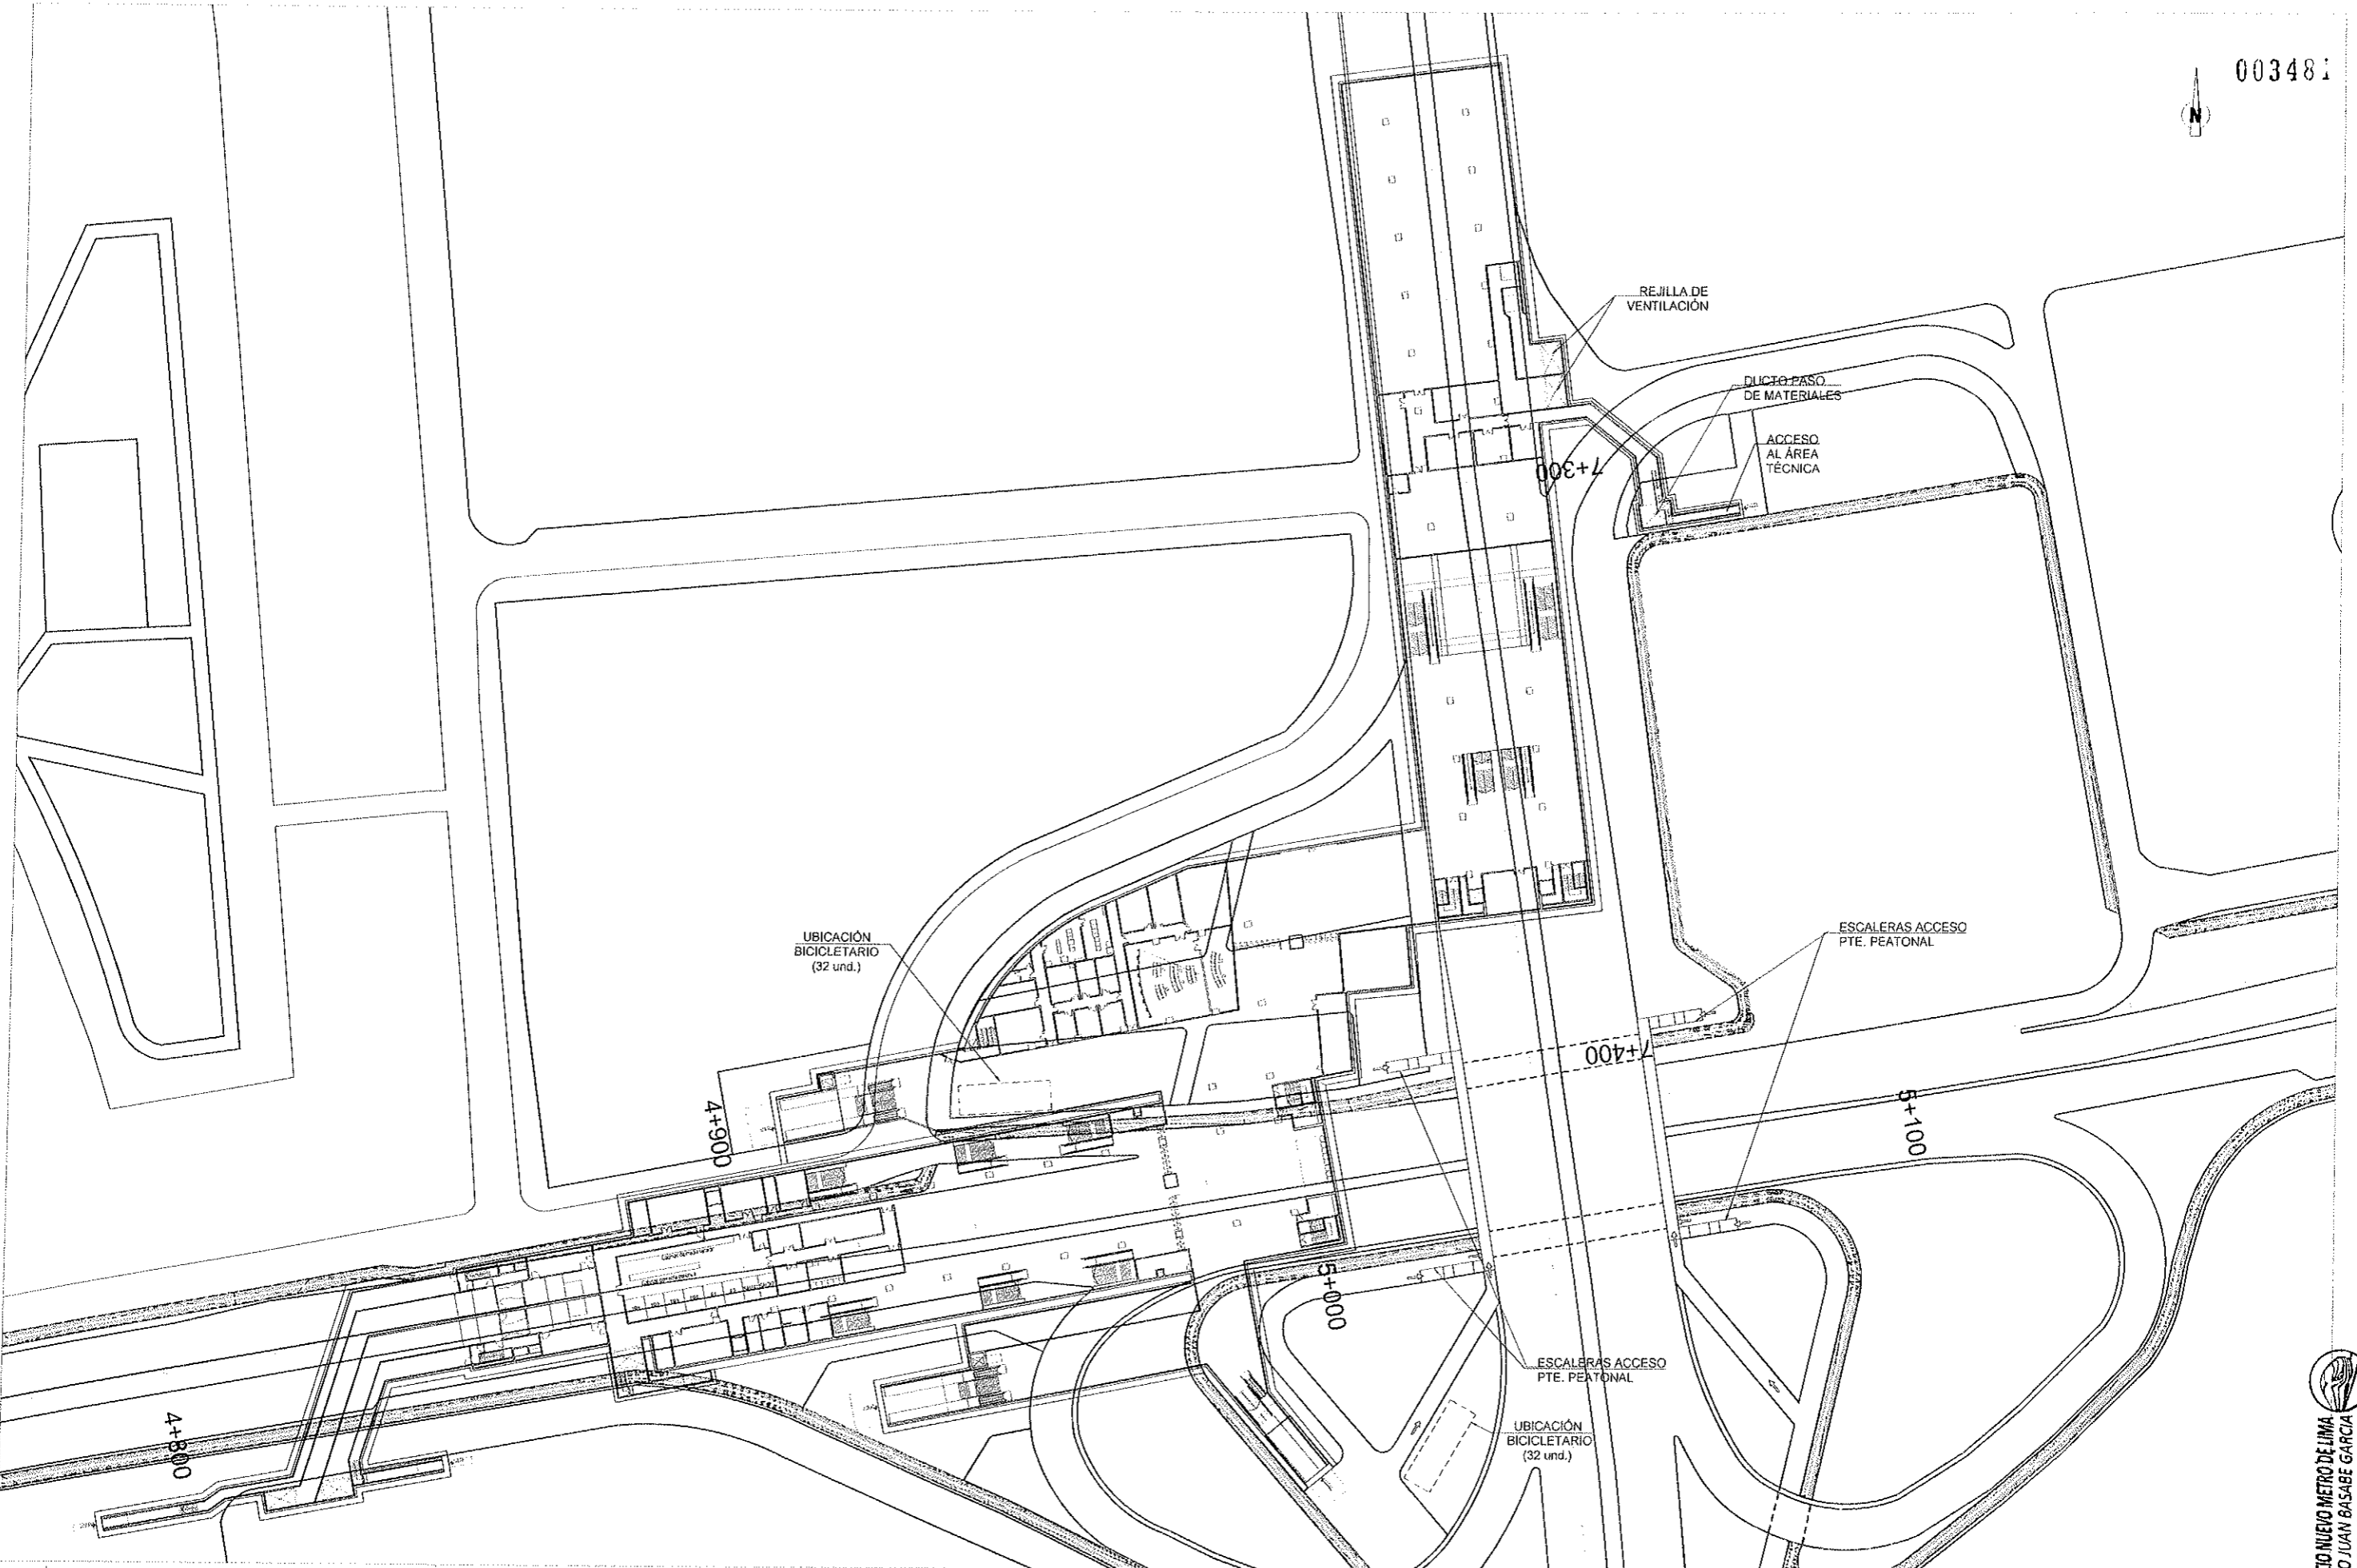 003481
N
REJILLA DE
VENTILACIÓN
DUCTO PASO
DE MATERIALES
ACCESO
AL ÁREA
TÉCNICA
7+300
UBICACIÓN
BICICLETARIO
(32 und.)
ESCALERAS ACCESO
PTE. PEATONAL
7+400
4+900
5+100
5+000
ESCALERAS ACCESO
PTE. PEATONAL
4+800
UBICACIÓN
BICICLETARIO
(32 und.)
NUEVO METRO DE LIMA
JUAN BASABE GARCIA